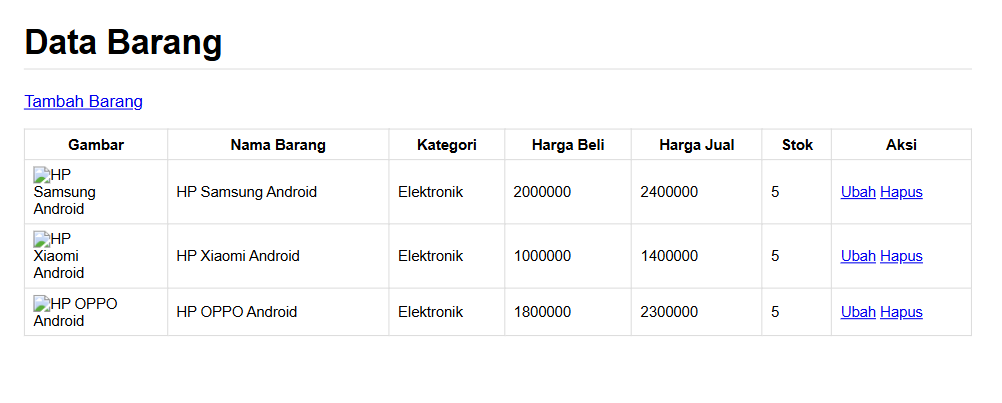 Data Barang
Tambah Barang
Gambar Nama Barang Kategori Harga Beli Harga Jual Stok Aksi
HP Samsung Android HP Samsung Android Elektronik 2000000 2400000 5 Ubah Hapus
HP Xiaomi Android HP Xiaomi Android Elektronik 1000000 1400000 5 Ubah Hapus
HP OPPO Android HP OPPO Android Elektronik 1800000 2300000 5 Ubah Hapus